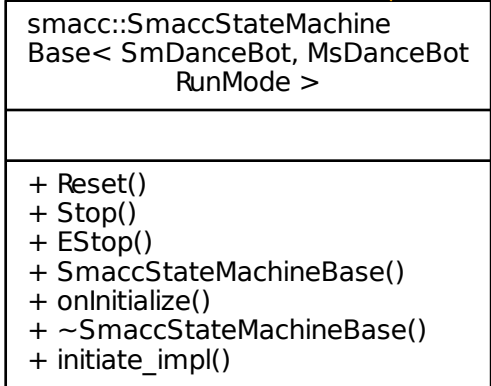 smacc::SmaccStateMachine
Base< SmDanceBot, MsDanceBot
RunMode >
+ Reset()
+ Stop()
+ EStop()
+ SmaccStateMachineBase()
+ onInitialize()
+ ~SmaccStateMachineBase()
+ initiate_impl()